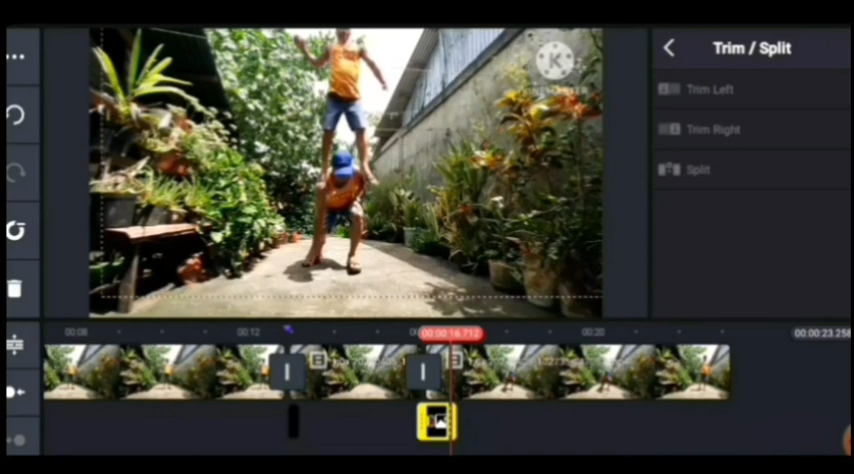 Trim / Split
KINEMASTER
Trim Left
Trim Right
Split
00:08
00:12
00:00:16.712
00:20
00:00:23.258